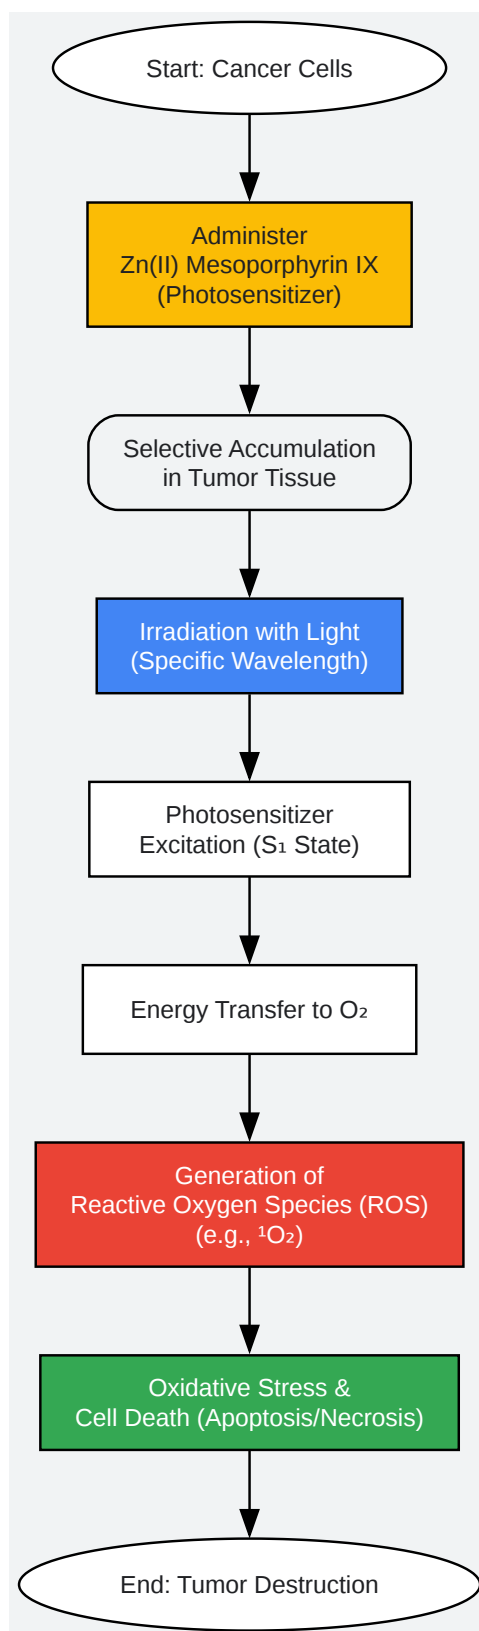 Start: Cancer Cells
Administer
Zn(II) Mesoporphyrin IX
(Photosensitizer)
Selective Accumulation
in Tumor Tissue
Irradiation with Light
(Specific Wavelength)
Photosensitizer
Excitation (S₁ State)
Energy Transfer to O₂
Generation of
Reactive Oxygen Species (ROS)
(e.g., ¹O₂)
Oxidative Stress &
Cell Death (Apoptosis/Necrosis)
End: Tumor Destruction